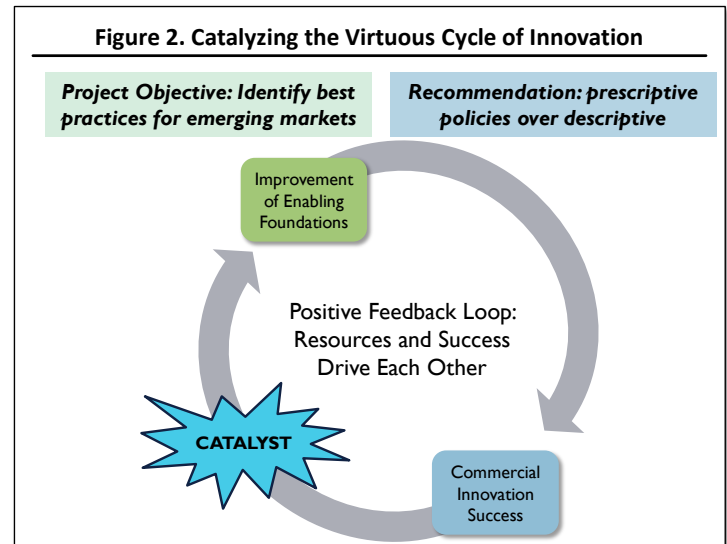 Figure 2. Catalyzing the Virtuous Cycle of Innovation
Project Objective: Identify best
practices for emerging markets
Recommendation: prescriptive
policies over descriptive
Improvement
of Enabling
Foundations
Positive Feedback Loop:
Resources and Success
Drive Each Other
CATALYST
Commercial
Innovation
Success